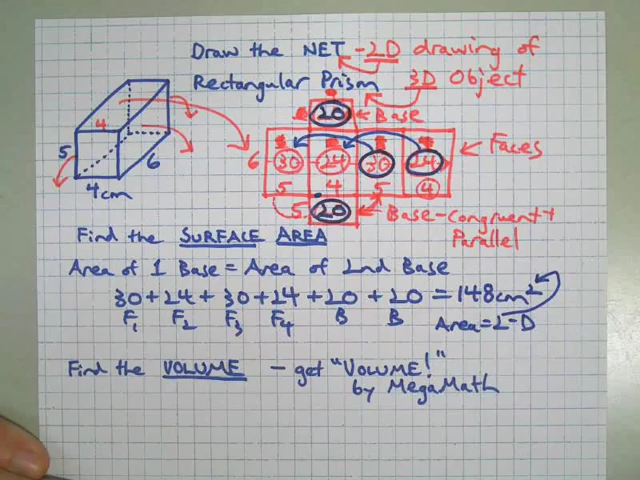 Draw the NET - 2D drawing of
Rectangular Prism 3D Object
20 Base
4
5 6 30 24 30 24 Faces
6 5 4 5 4
4cm
5 20 Base-congruent +
Parallel
Find the SURFACE AREA
Area of 1 Base = Area of 2nd Base
30 + 24 + 30 + 24 + 20 + 20 = 148cm²
F1 F2 F3 F4 B B Area = 2-D
Find the VOLUME - get "VOLUME!"
by MegaMath